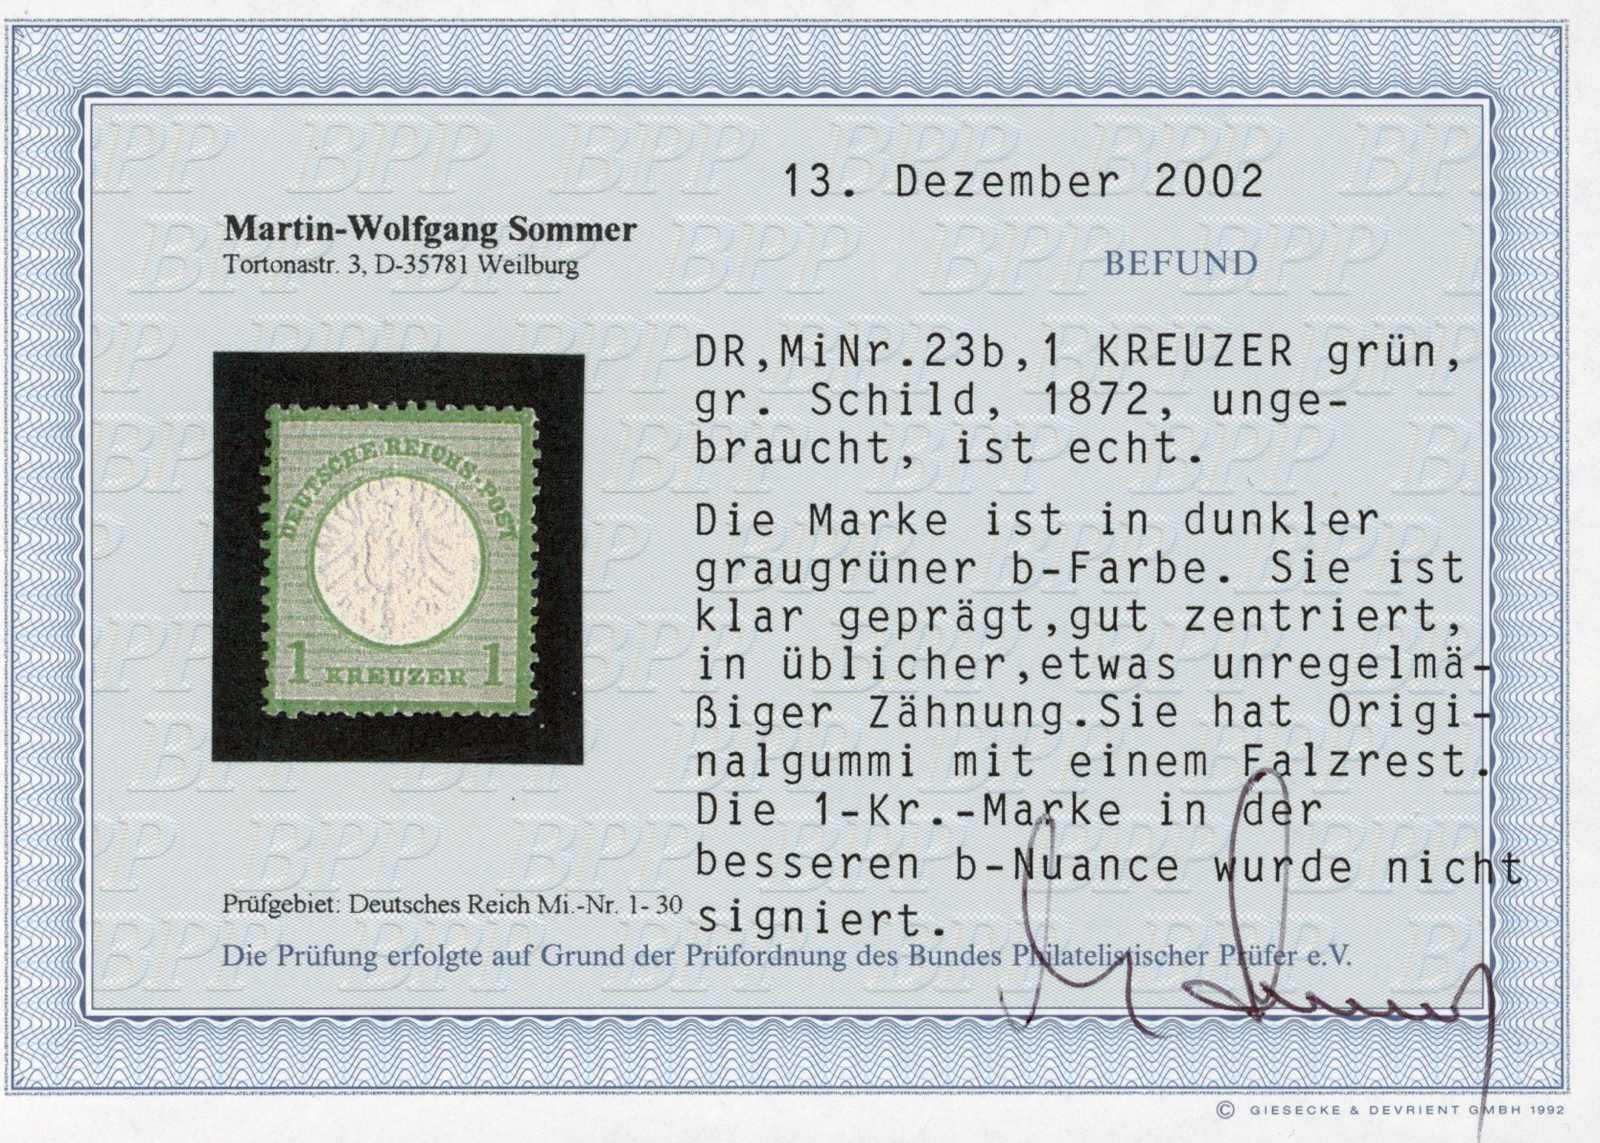 13. Dezember 2002
Martin-Wolfgang Sommer
Tortonastr. 3, D-35781 Weilburg
BEFUND
DEUTSCHE REICHS-POST
1 KREUZER 1
DR,MiNr.23b,1 KREUZER grün,
gr. Schild, 1872, unge-
braucht, ist echt.
Die Marke ist in dunkler
graugrüner b-Farbe. Sie ist
klar geprägt,gut zentriert,
in üblicher,etwas unregelmä-
ßiger Zähnung.Sie hat Origi-
nalgummi mit einem Falzrest.
Die 1-Kr.-Marke in der
besseren b-Nuance wurde nicht
signiert.
Prüfgebiet: Deutsches Reich Mi.-Nr. 1- 30
Die Prüfung erfolgte auf Grund der Prüfordnung des Bundes Philatelistischer Prüfer e.V.
© GIESECKE & DEVRIENT GMBH 1992
BPP